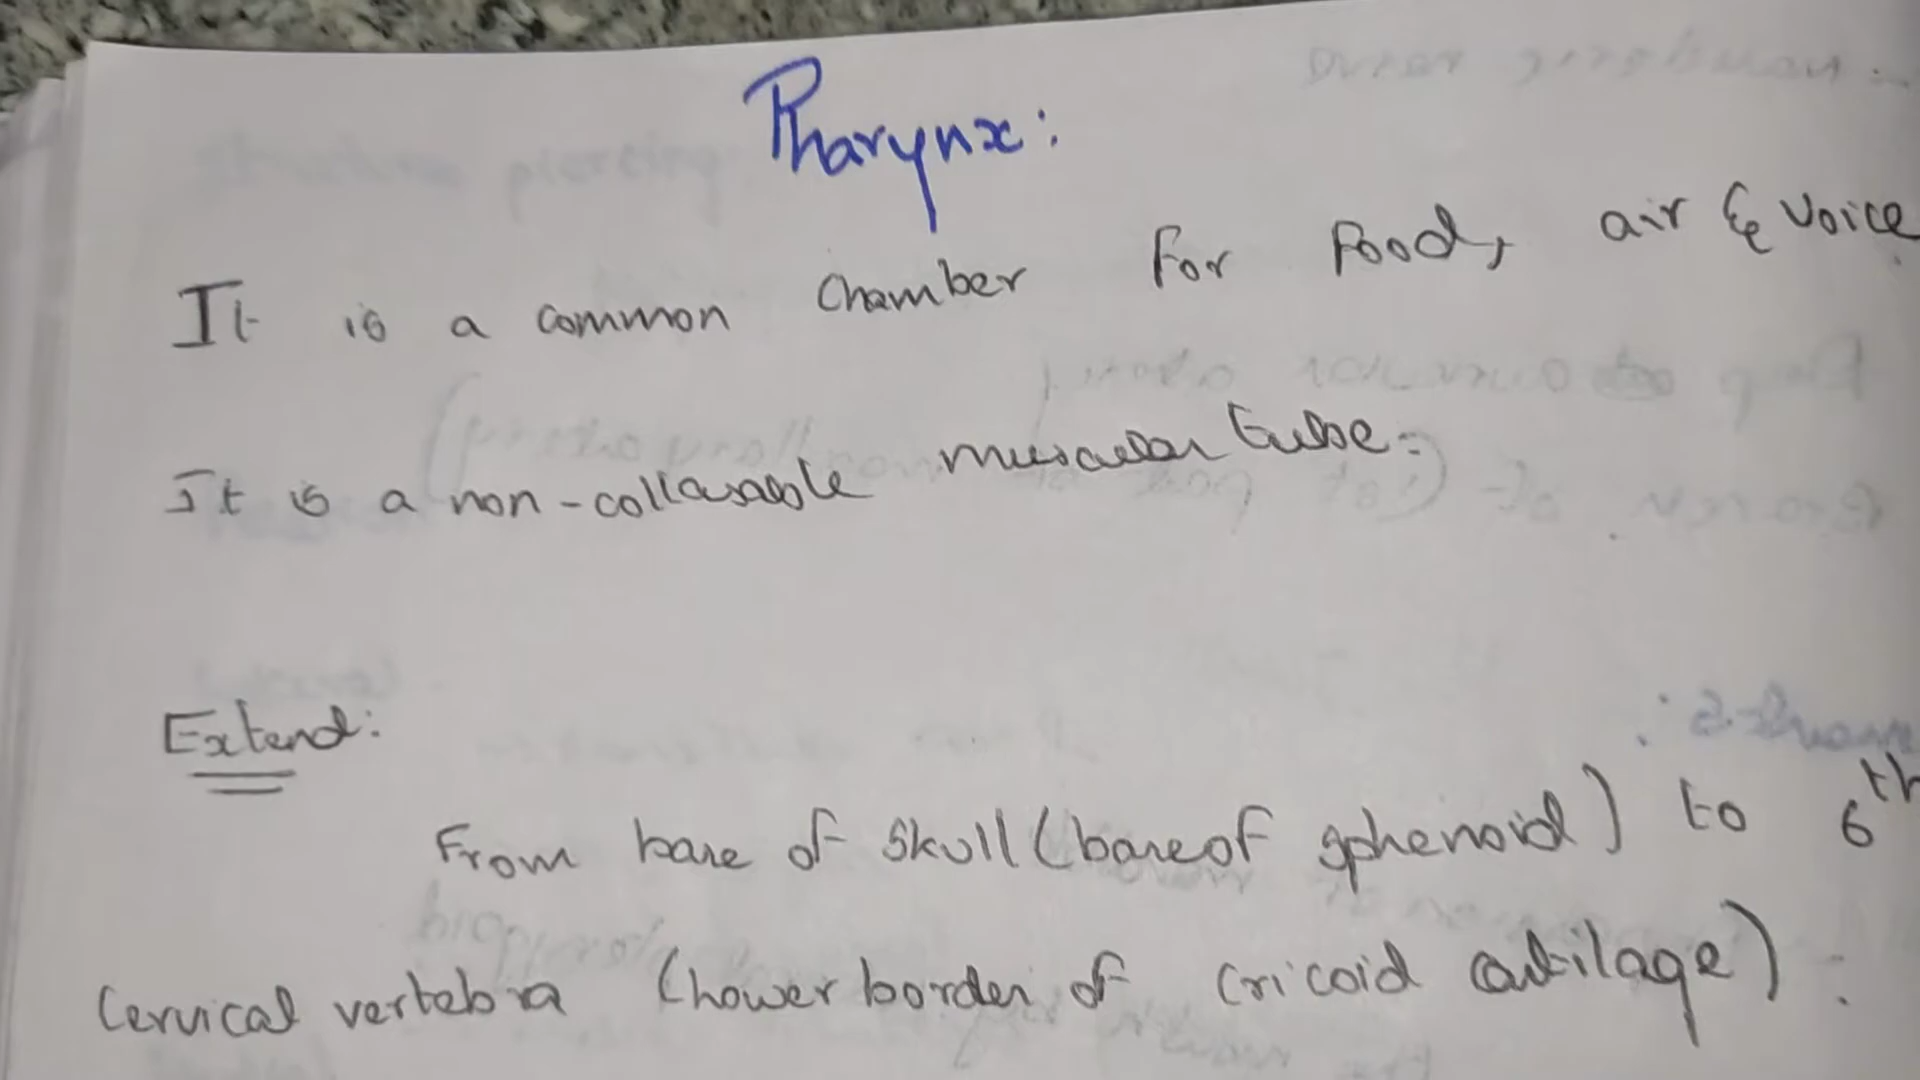 Pharynx:
It is a common chamber for Food, air & voice
It is a non-collasable muscular tube.
Extend:
From base of skull (base of sphenoid) to 6th
Cervical vertebra (Lower border of Cricoid cartilage).